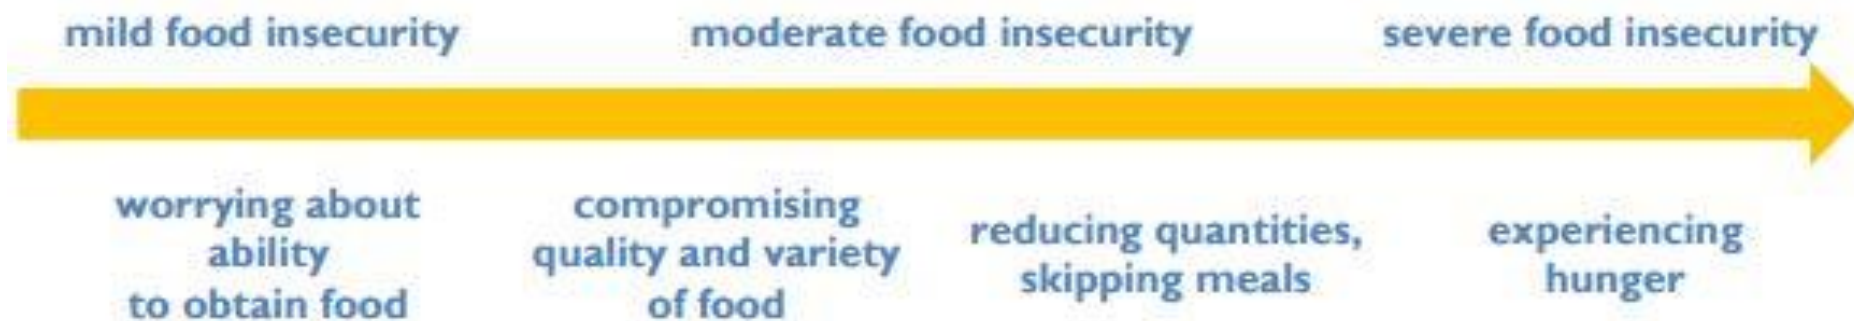 mild food insecurity
moderate food insecurity
severe food insecurity
worrying about
ability
to obtain food
compromising
quality and variety
of food
reducing quantities,
skipping meals
experiencing
hunger